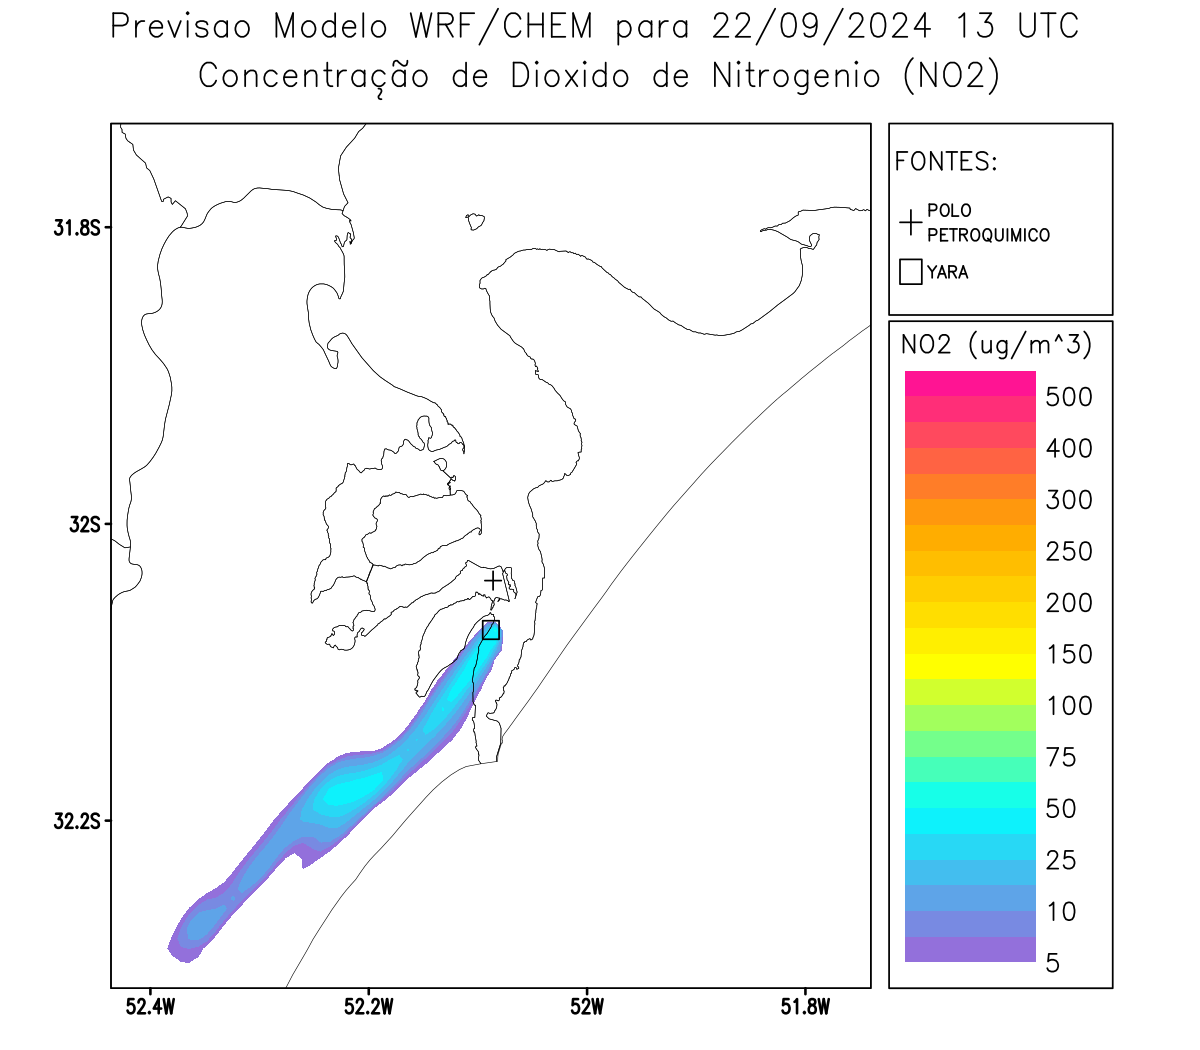 Previsao Modelo WRF/CHEM para 22/09/2024 13 UTC
Concentração de Dioxido de Nitrogenio (NO2)
FONTES:
POLO
PETROQUIMICO
YARA
NO2 (ug/m^3)
500
400
300
250
200
150
100
75
50
25
10
5
31.8S
32S
32.2S
52.4W
52.2W
52W
51.8W